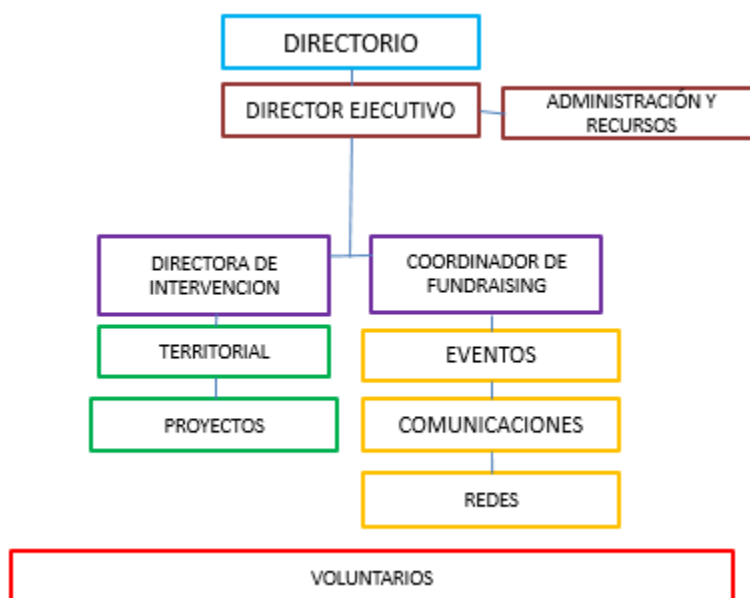 DIRECTORIO
DIRECTOR EJECUTIVO
ADMINISTRACIÓN Y
RECURSOS
DIRECTORA DE
INTERVENCION
COORDINADOR DE
FUNDRAISING
TERRITORIAL
EVENTOS
PROYECTOS
COMUNICACIONES
REDES
VOLUNTARIOS